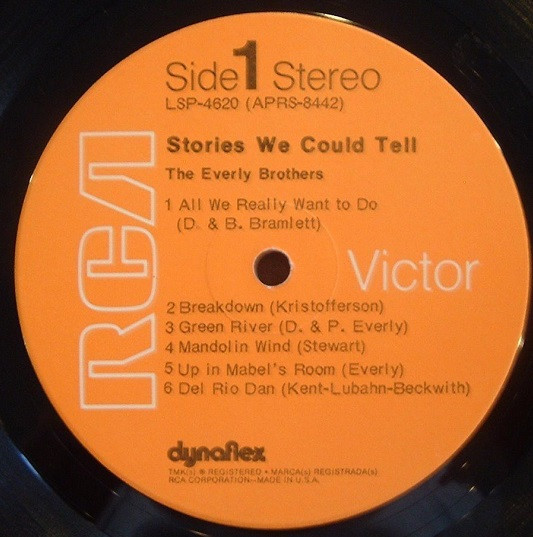 Side 1 Stereo
LSP-4620 (APRS-8442)
Stories We Could Tell
The Everly Brothers
1 All We Really Want to Do
(D. & B. Bramlett)
RCA
Victor
2 Breakdown (Kristofferson)
3 Green River (D. & P. Everly)
4 Mandolin Wind (Stewart)
5 Up in Mabel's Room (Everly)
6 Del Rio Dan (Kent-Lubahn-Beckwith)
dynaflex
TMK(s) ® REGISTERED • MARCA(s) REGISTRADA(s)
RCA CORPORATION-MADE IN U.S.A.